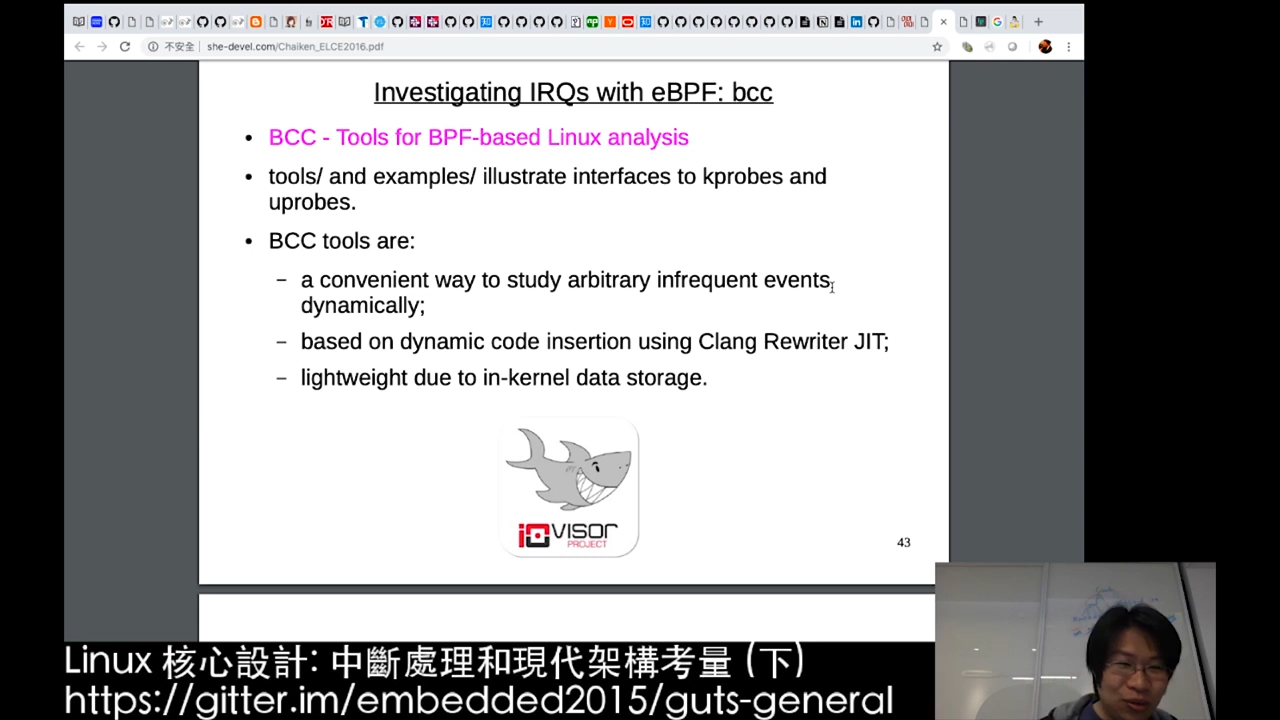 不安全 she-devel.com/Chaiken_ELCE2016.pdf
Investigating IRQs with eBPF: bcc
• BCC - Tools for BPF-based Linux analysis
• tools/ and examples/ illustrate interfaces to kprobes and
uprobes.
• BCC tools are:
– a convenient way to study arbitrary infrequent events
dynamically;
– based on dynamic code insertion using Clang Rewriter JIT;
– lightweight due to in-kernel data storage.
iOVISOR
PROJECT
43
Linux 核心設計: 中斷處理和現代架構考量 (下)
https://gitter.im/embedded2015/guts-general